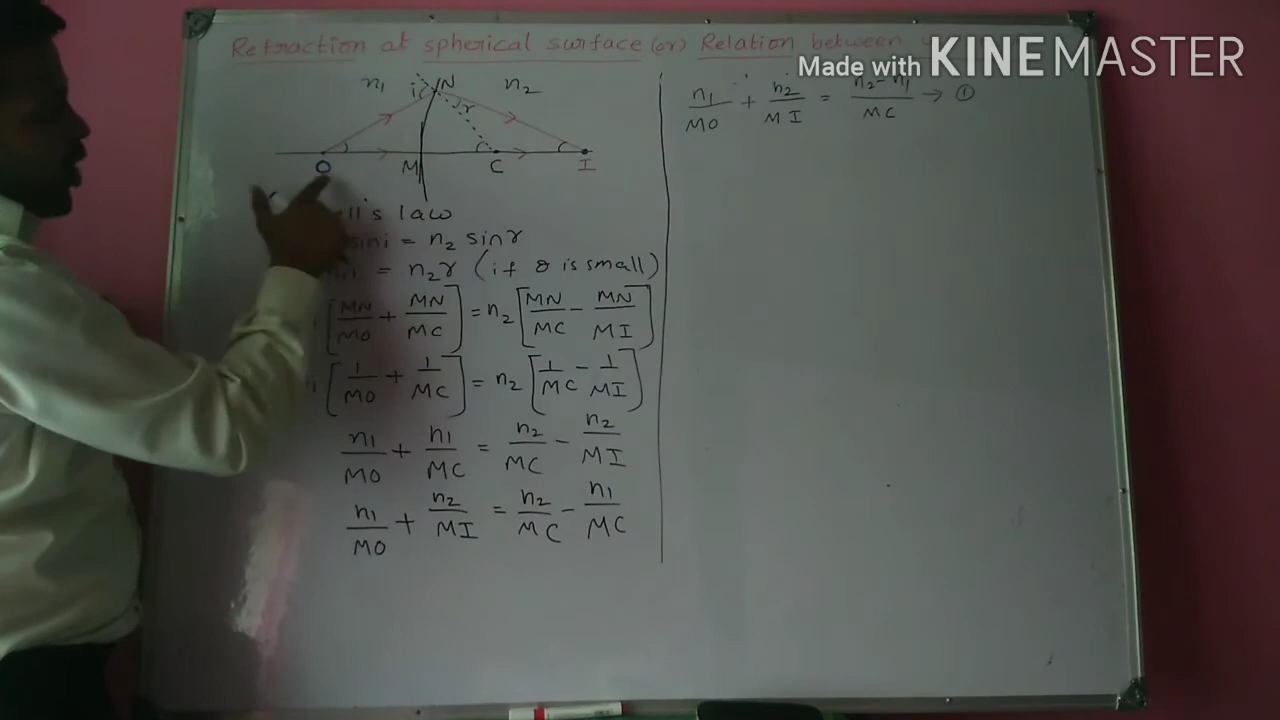 Refraction at spherical surface (or) Relation between
Made with KINEMASTER
n1 N n2
i r
O M C I
ll's law
sini = n2 sinr
= n2r (if θ is small)
[MN/MO + MN/MC] = n2 [MN/MC - MN/MI]
[1/MO + 1/MC] = n2 [1/MC - 1/MI]
n1/MO + n1/MC = n2/MC - n2/MI
n1/MO + n2/MI = n2/MC - n1/MC
n1/MO + n2/MI = n2-n1/MC → ①